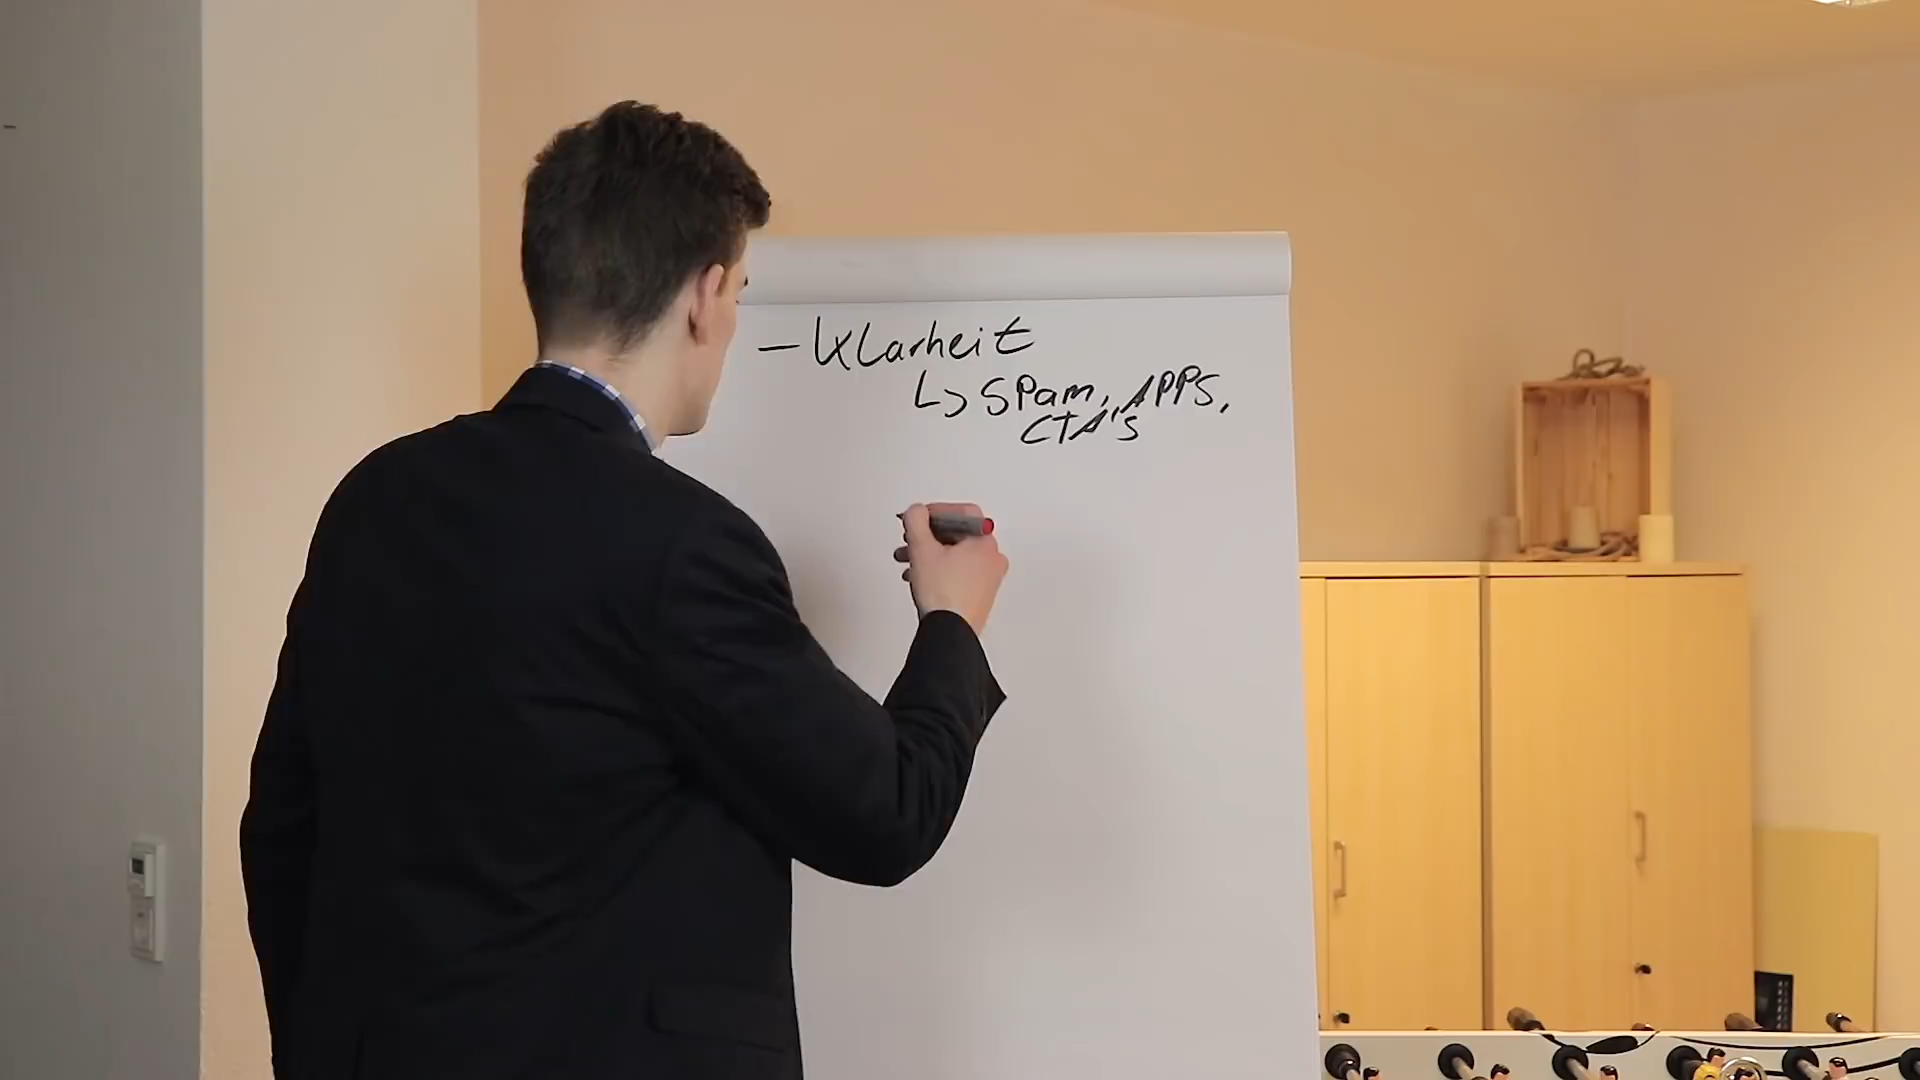 – Klarheit
↳ Spam, APPS,
CTA's